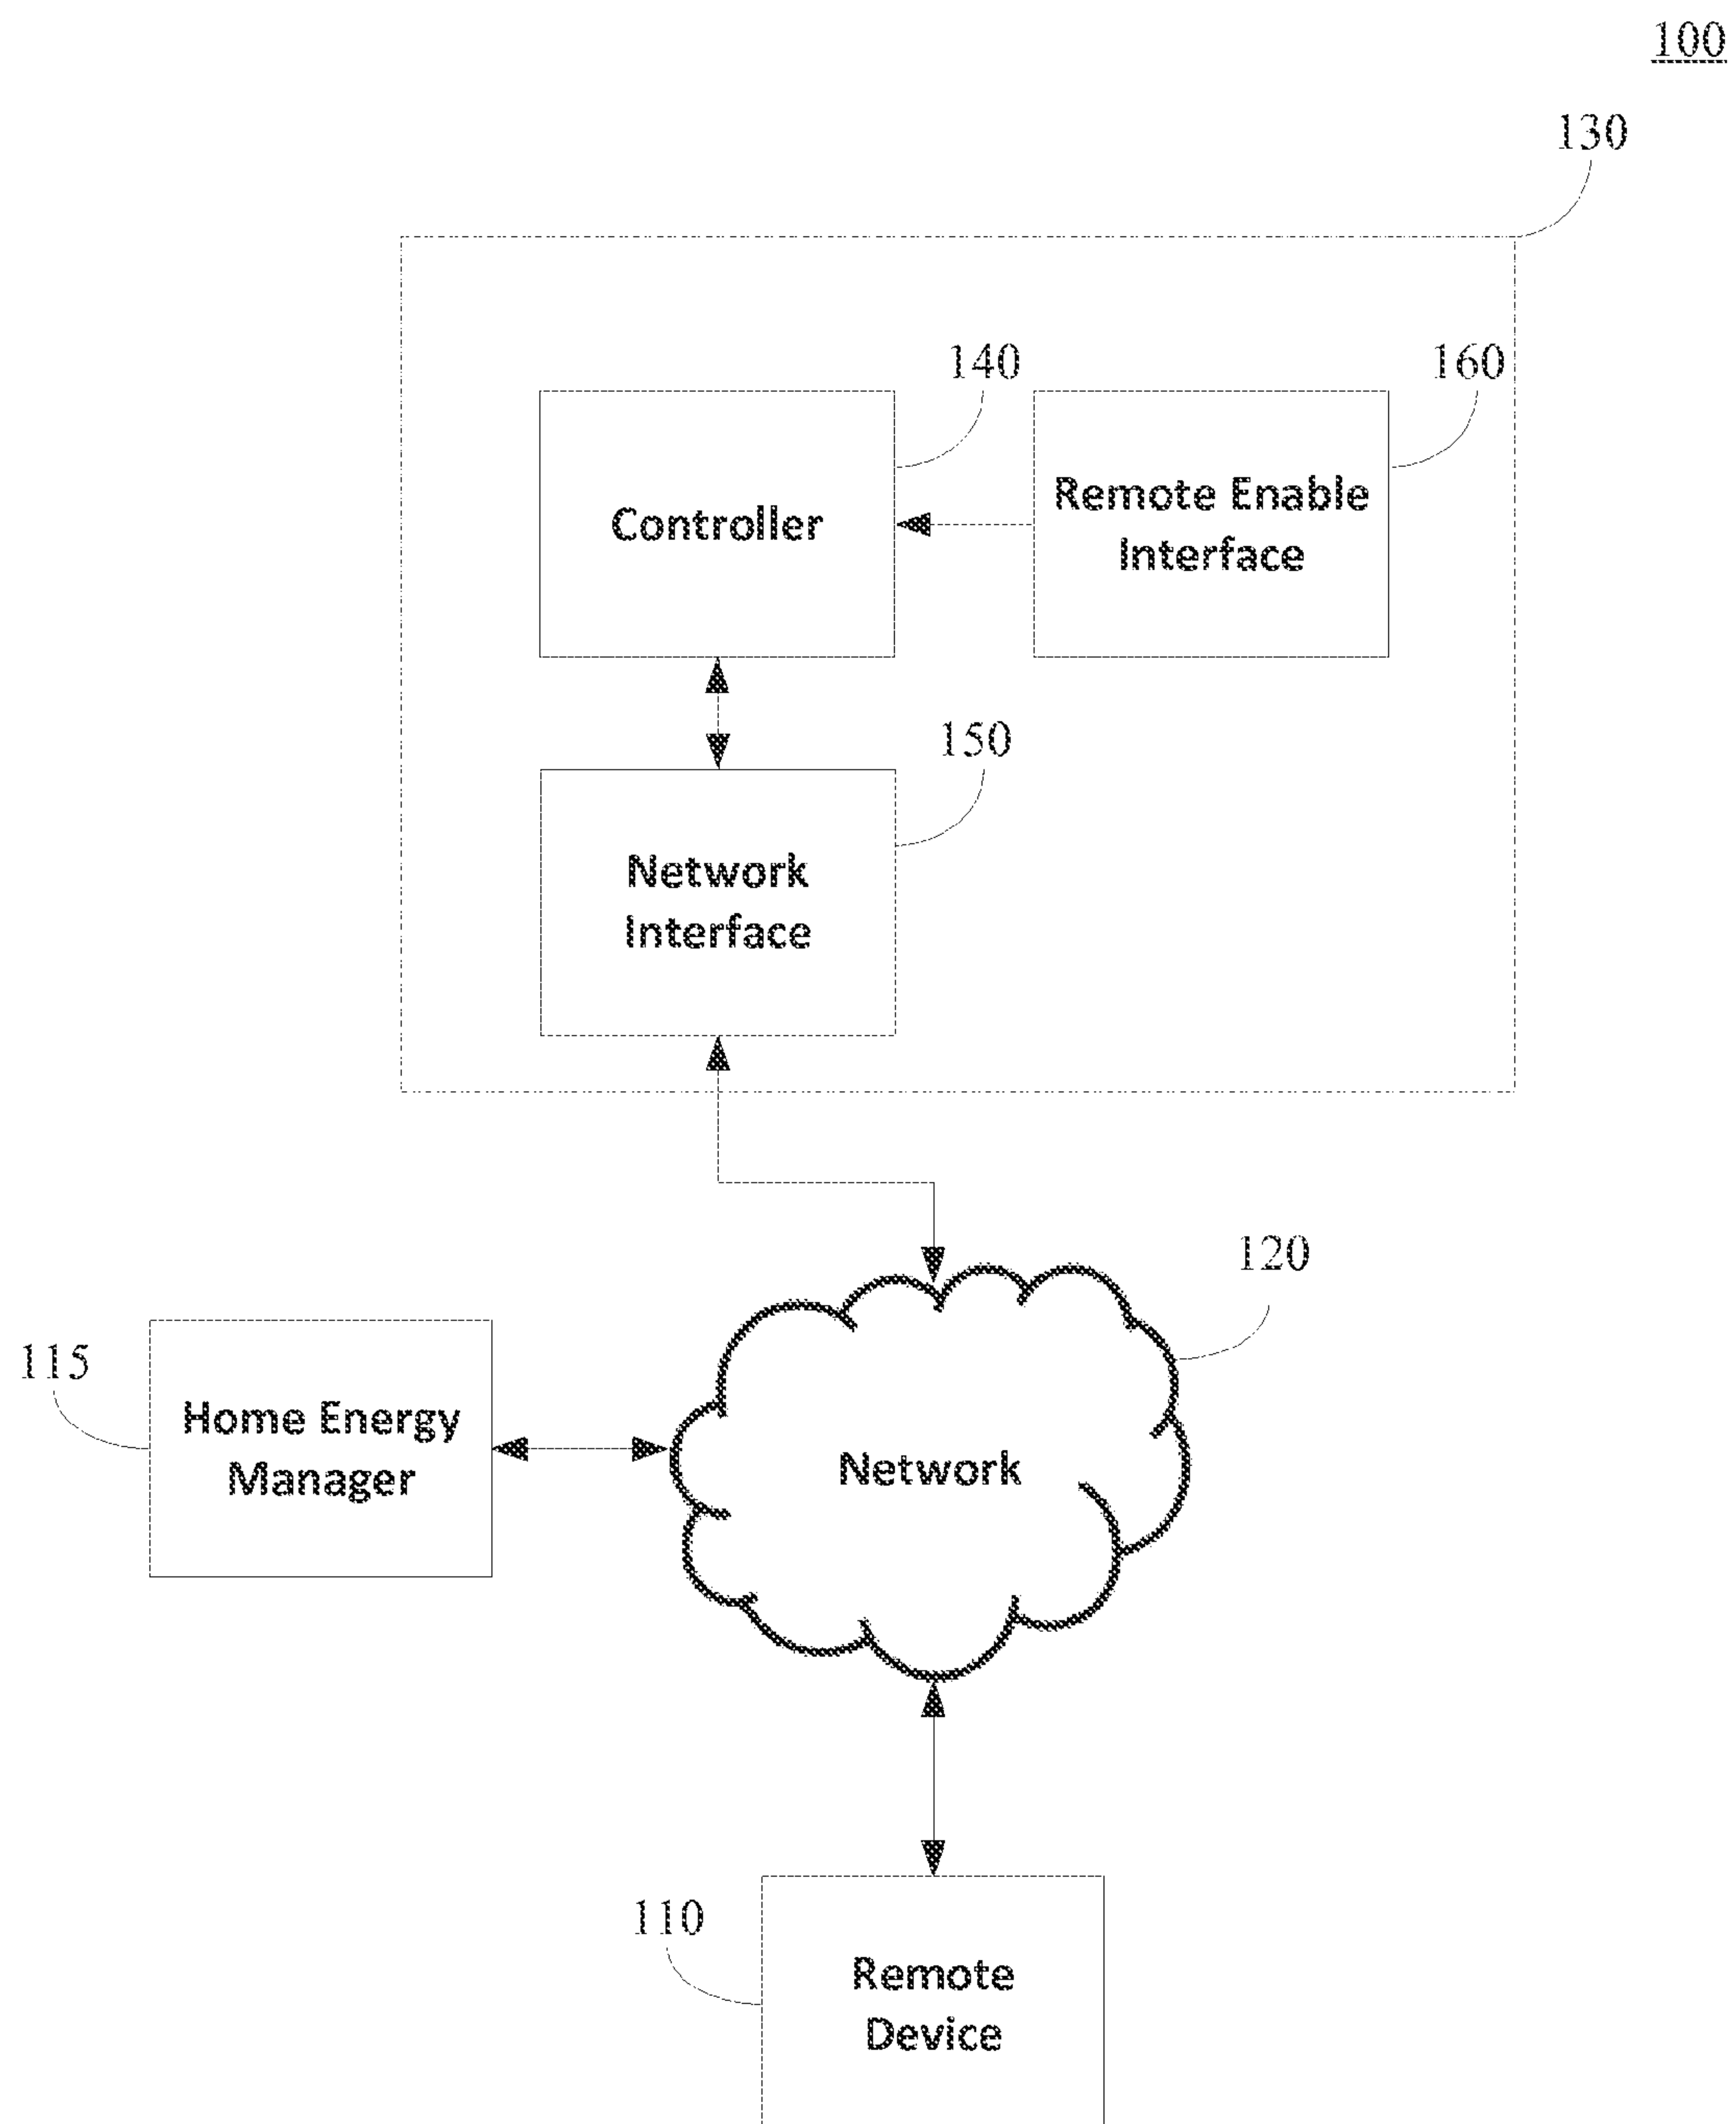 100
130
140
160
Controller
Remote Enable
Interface
150
Network
Interface
120
115
Home Energy
Manager
Network
110
Remote
Device